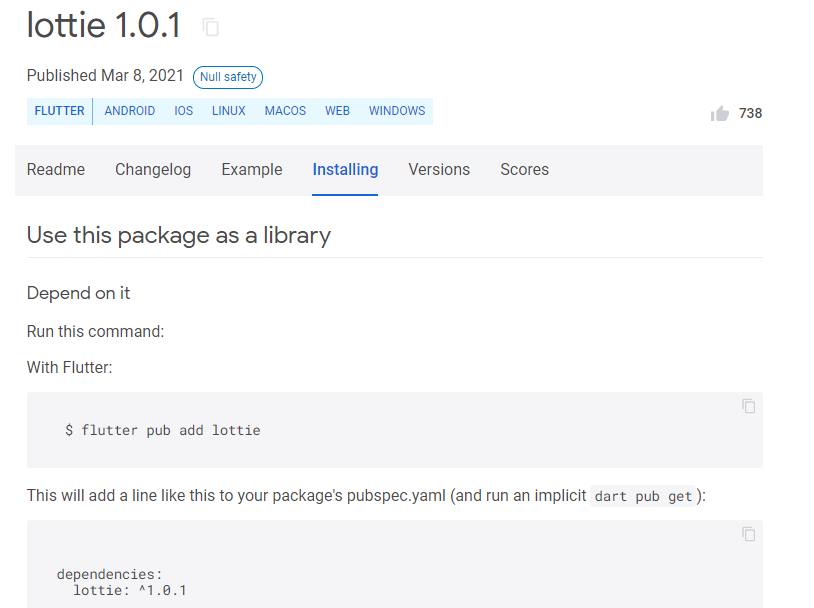 lottie 1.0.1
Published Mar 8, 2021 Null safety
FLUTTER ANDROID IOS LINUX MACOS WEB WINDOWS
738
Readme Changelog Example Installing Versions Scores
Use this package as a library
Depend on it
Run this command:
With Flutter:
$ flutter pub add lottie
This will add a line like this to your package's pubspec.yaml (and run an implicit dart pub get):
dependencies:
lottie: ^1.0.1